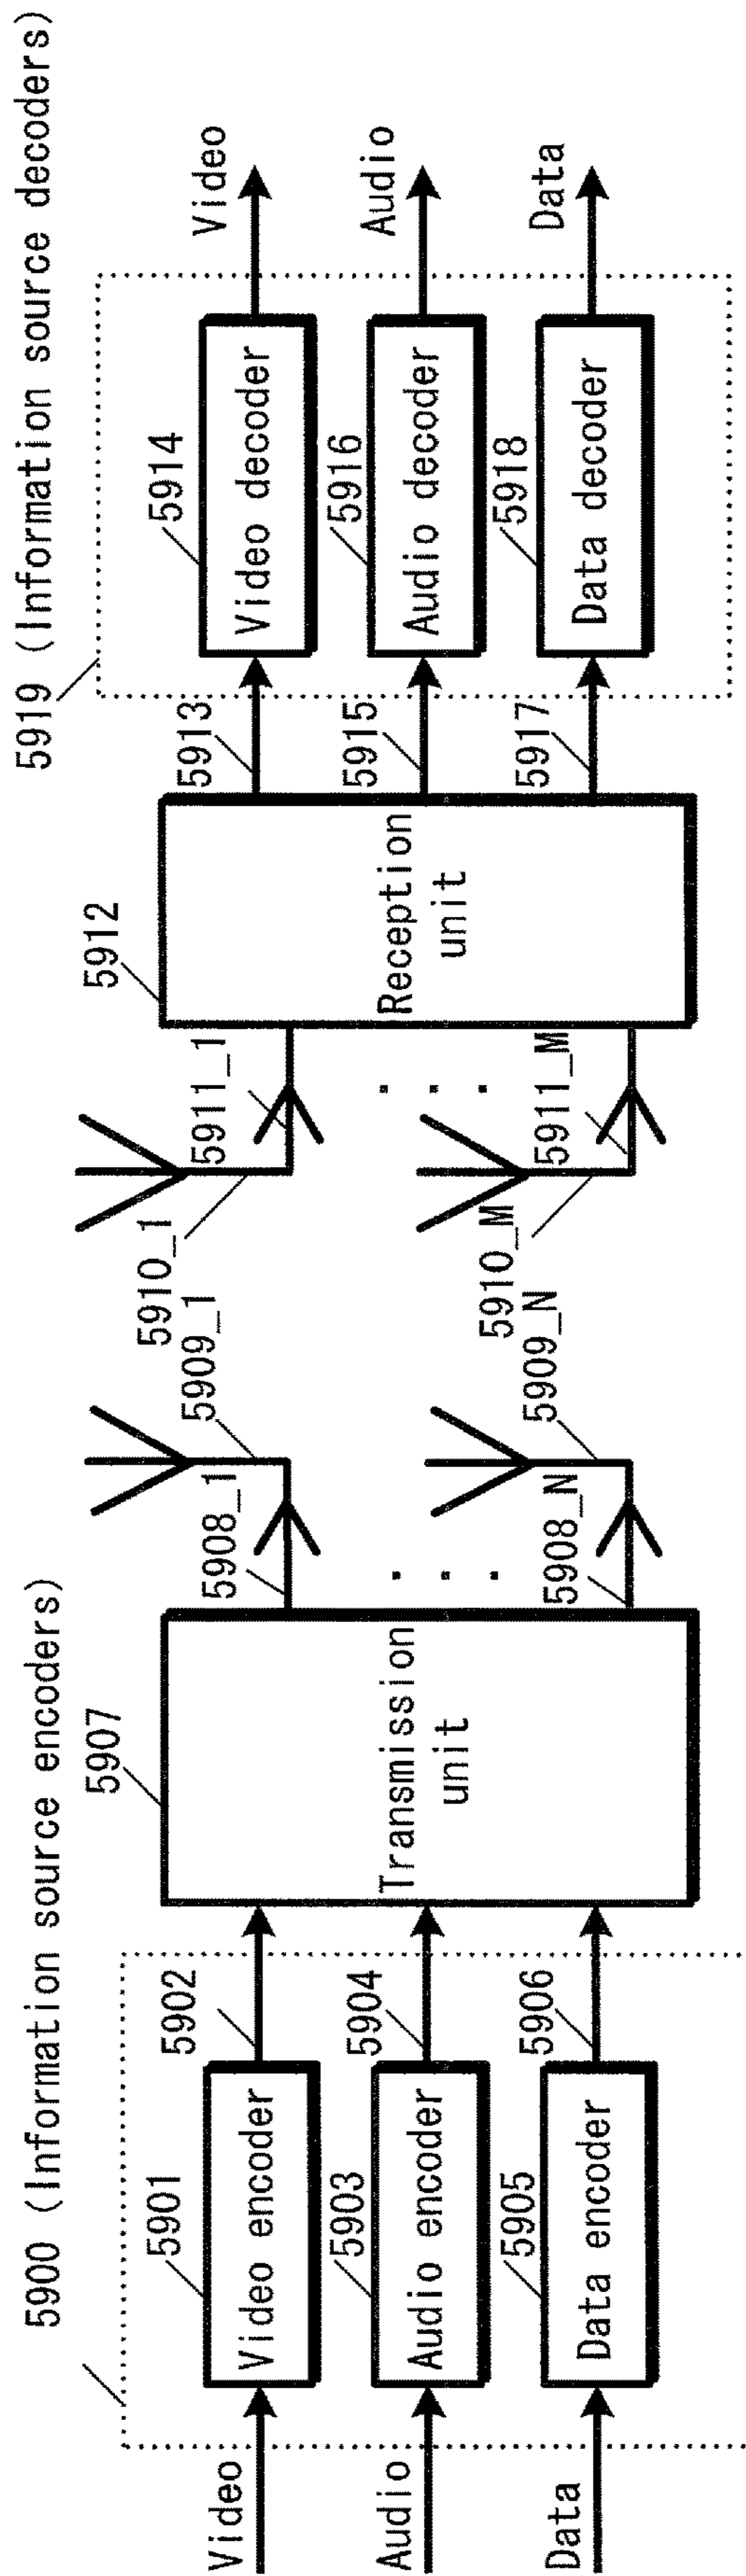 5900 (Information source encoders)
Video
5901
Video encoder
5902
Audio
5903
Audio encoder
5904
Data
5905
Data encoder
5906
5907
Transmission
unit
5908_1
5909_1
5908_N
5909_N
5910_1
5911_1
5910_M
5911_M
5912
Reception
unit
5913
5915
5917
5919 (Information source decoders)
5914
Video decoder
Video
5916
Audio decoder
Audio
5918
Data decoder
Data